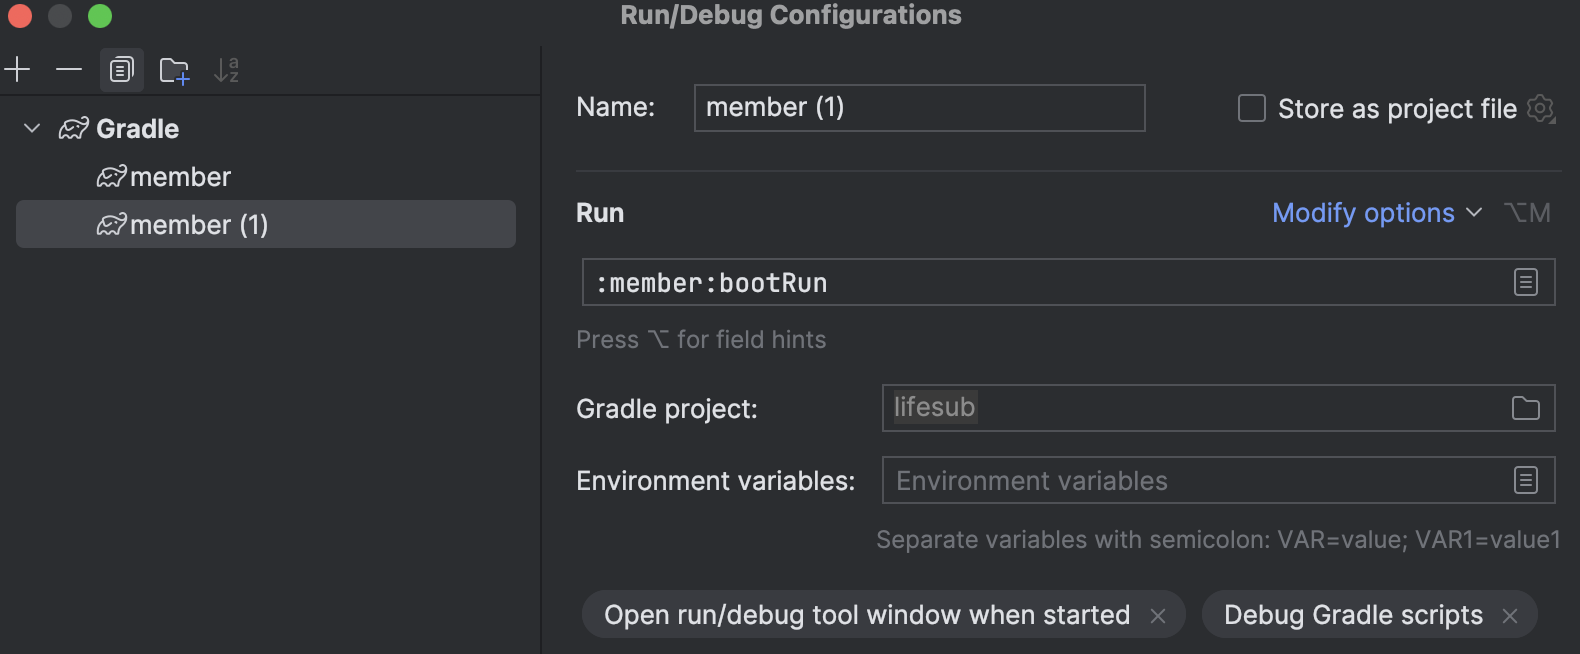 Run/Debug Configurations
Name:
member (1)
Store as project file
Gradle
member
member (1)
Run
Modify options
⌥M
:member:bootRun
Press ⌥ for field hints
Gradle project:
lifesub
Environment variables:
Environment variables
Separate variables with semicolon: VAR=value; VAR1=value1
Open run/debug tool window when started ×
Debug Gradle scripts ×